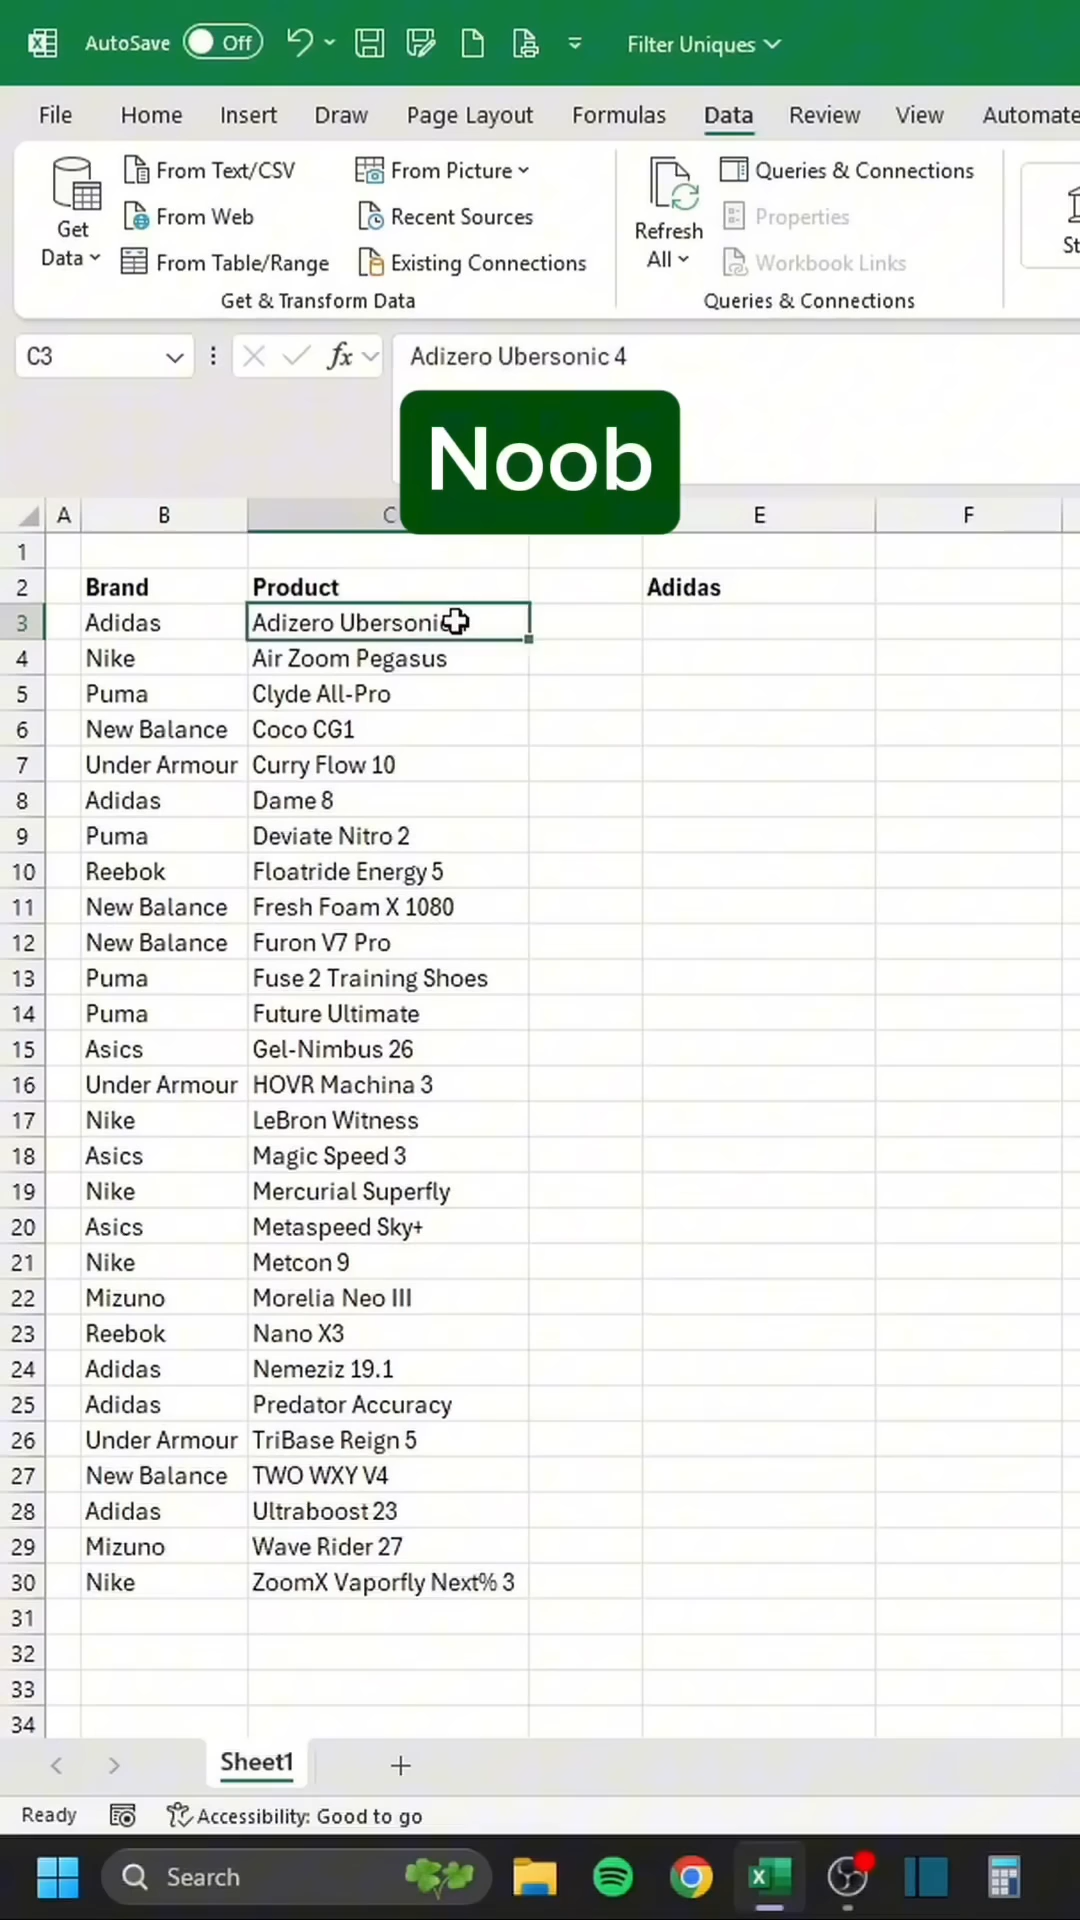 AutoSave Off Filter Uniques
File Home Insert Draw Page Layout Formulas Data Review View Automate
Get Data
From Text/CSV
From Web
From Table/Range
From Picture
Recent Sources
Existing Connections
Get & Transform Data
Refresh All
Queries & Connections
Properties
Workbook Links
Queries & Connections
St
C3 fx Adizero Ubersonic 4
Noob
A B C E F
1
2 Brand Product Adidas
3 Adidas Adizero Ubersonic
4 Nike Air Zoom Pegasus
5 Puma Clyde All-Pro
6 New Balance Coco CG1
7 Under Armour Curry Flow 10
8 Adidas Dame 8
9 Puma Deviate Nitro 2
10 Reebok Floatride Energy 5
11 New Balance Fresh Foam X 1080
12 New Balance Furon V7 Pro
13 Puma Fuse 2 Training Shoes
14 Puma Future Ultimate
15 Asics Gel-Nimbus 26
16 Under Armour HOVR Machina 3
17 Nike LeBron Witness
18 Asics Magic Speed 3
19 Nike Mercurial Superfly
20 Asics Metaspeed Sky+
21 Nike Metcon 9
22 Mizuno Morelia Neo III
23 Reebok Nano X3
24 Adidas Nemeziz 19.1
25 Adidas Predator Accuracy
26 Under Armour TriBase Reign 5
27 New Balance TWO WXY V4
28 Adidas Ultraboost 23
29 Mizuno Wave Rider 27
30 Nike ZoomX Vaporfly Next% 3
31
32
33
34
Sheet1
Ready Accessibility: Good to go
Search